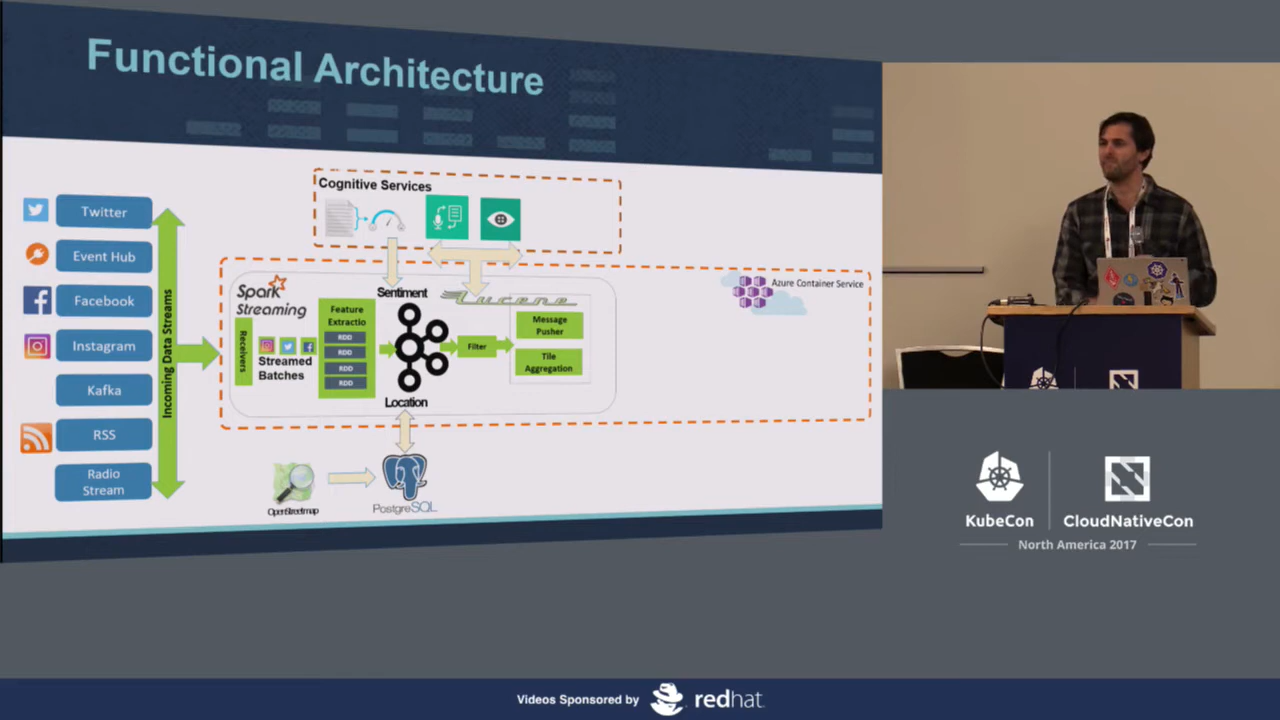 Functional Architecture
Twitter
Event Hub
Facebook
Instagram
Kafka
RSS
Radio
Stream
Incoming Data Streams
Cognitive Services
Azure Container Service
Spark
Streaming
Receivers
Streamed
Batches
Feature
Extractio
RDD
RDD
RDD
RDD
Sentiment
Location
Lucene
Filter
Message
Pusher
Tile
Aggregation
OpenStreetmap
PostgreSQL
KubeCon
CloudNativeCon
North America 2017
Videos Sponsored by
redhat.